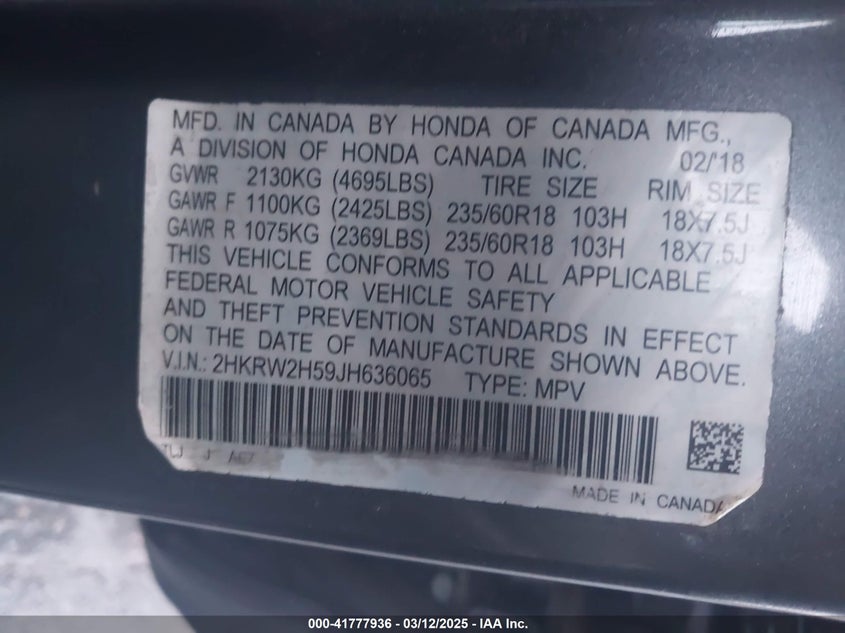 MFD. IN CANADA BY HONDA OF CANADA MFG.,
A DIVISION OF HONDA CANADA INC. 02/'18
GVWR 2130KG (4695LBS) TIRE SIZE RIM SIZE
GAWR F 1100KG (2425LBS) 235/60R18 103H 18X7.5J
GAWR R 1075KG (2369LBS) 235/60R18 103H 18X7.5J
THIS VEHICLE CONFORMS TO ALL APPLICABLE
FEDERAL MOTOR VEHICLE SAFETY
AND THEFT PREVENTION STANDARDS IN EFFECT
ON THE DATE OF MANUFACTURE SHOWN ABOVE.
V.I.N.: 2HKRW2H59JH636065 TYPE: MPV
TLJ J
MADE IN CANADA
000-41777936 - 03/12/2025 - IAA Inc.